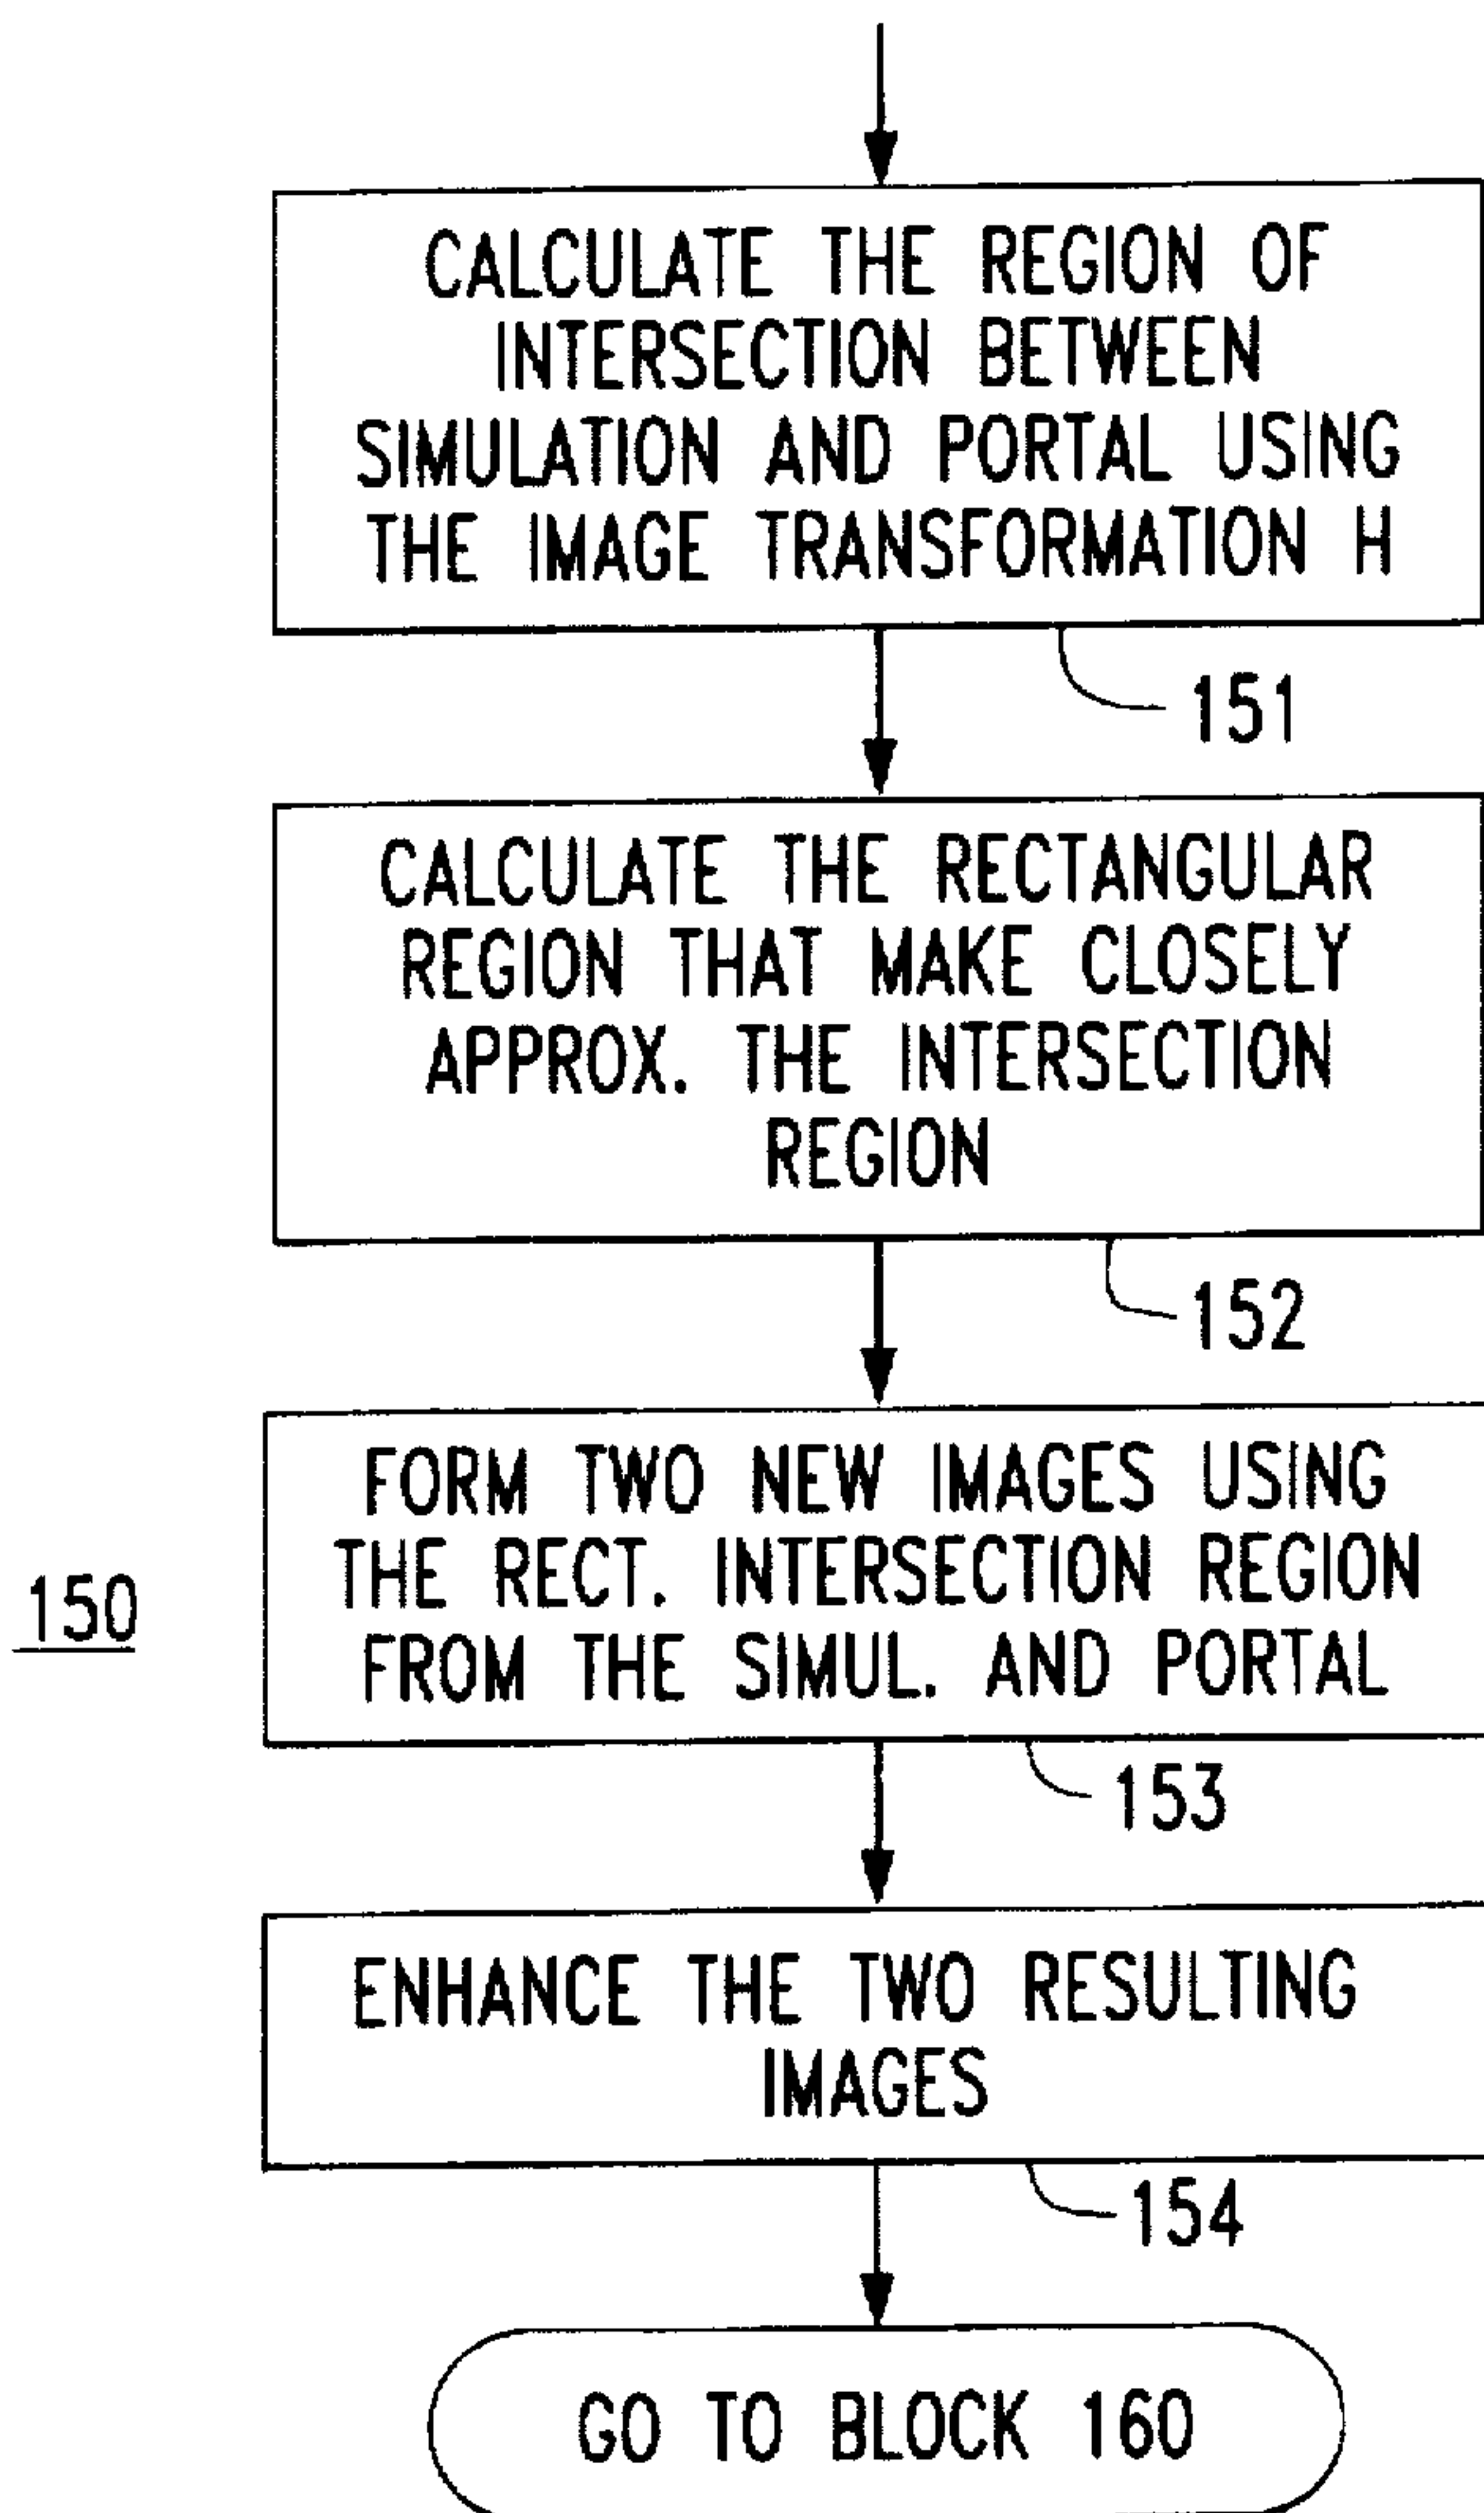 CALCULATE THE REGION OF
INTERSECTION BETWEEN
SIMULATION AND PORTAL USING
THE IMAGE TRANSFORMATION H
151
CALCULATE THE RECTANGULAR
REGION THAT MAKE CLOSELY
APPROX. THE INTERSECTION
REGION
152
FORM TWO NEW IMAGES USING
THE RECT. INTERSECTION REGION
FROM THE SIMUL. AND PORTAL
150
153
ENHANCE THE TWO RESULTING
IMAGES
154
GO TO BLOCK 160